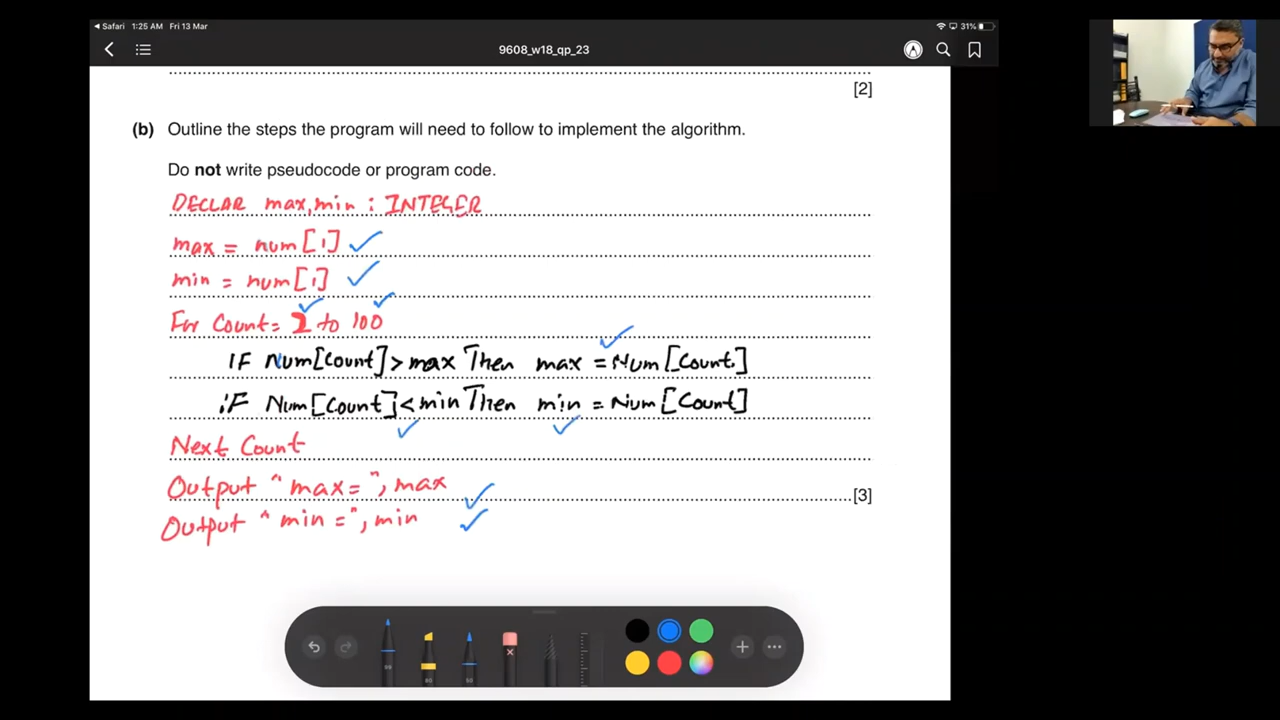 Safari 1:25 AM Fri 13 Mar
31%
9608_w18_qp_23
[2]
(b) Outline the steps the program will need to follow to implement the algorithm.
Do not write pseudocode or program code.
DECLAR max,min : INTEGER
max = num[1]
min = num[1]
For Count= 2 to 100
IF Num[Count] > max Then max = Num[Count]
iF Num[Count] < min Then min = Num[Count]
Next Count
Output "max=", max
[3]
Output "min=", min